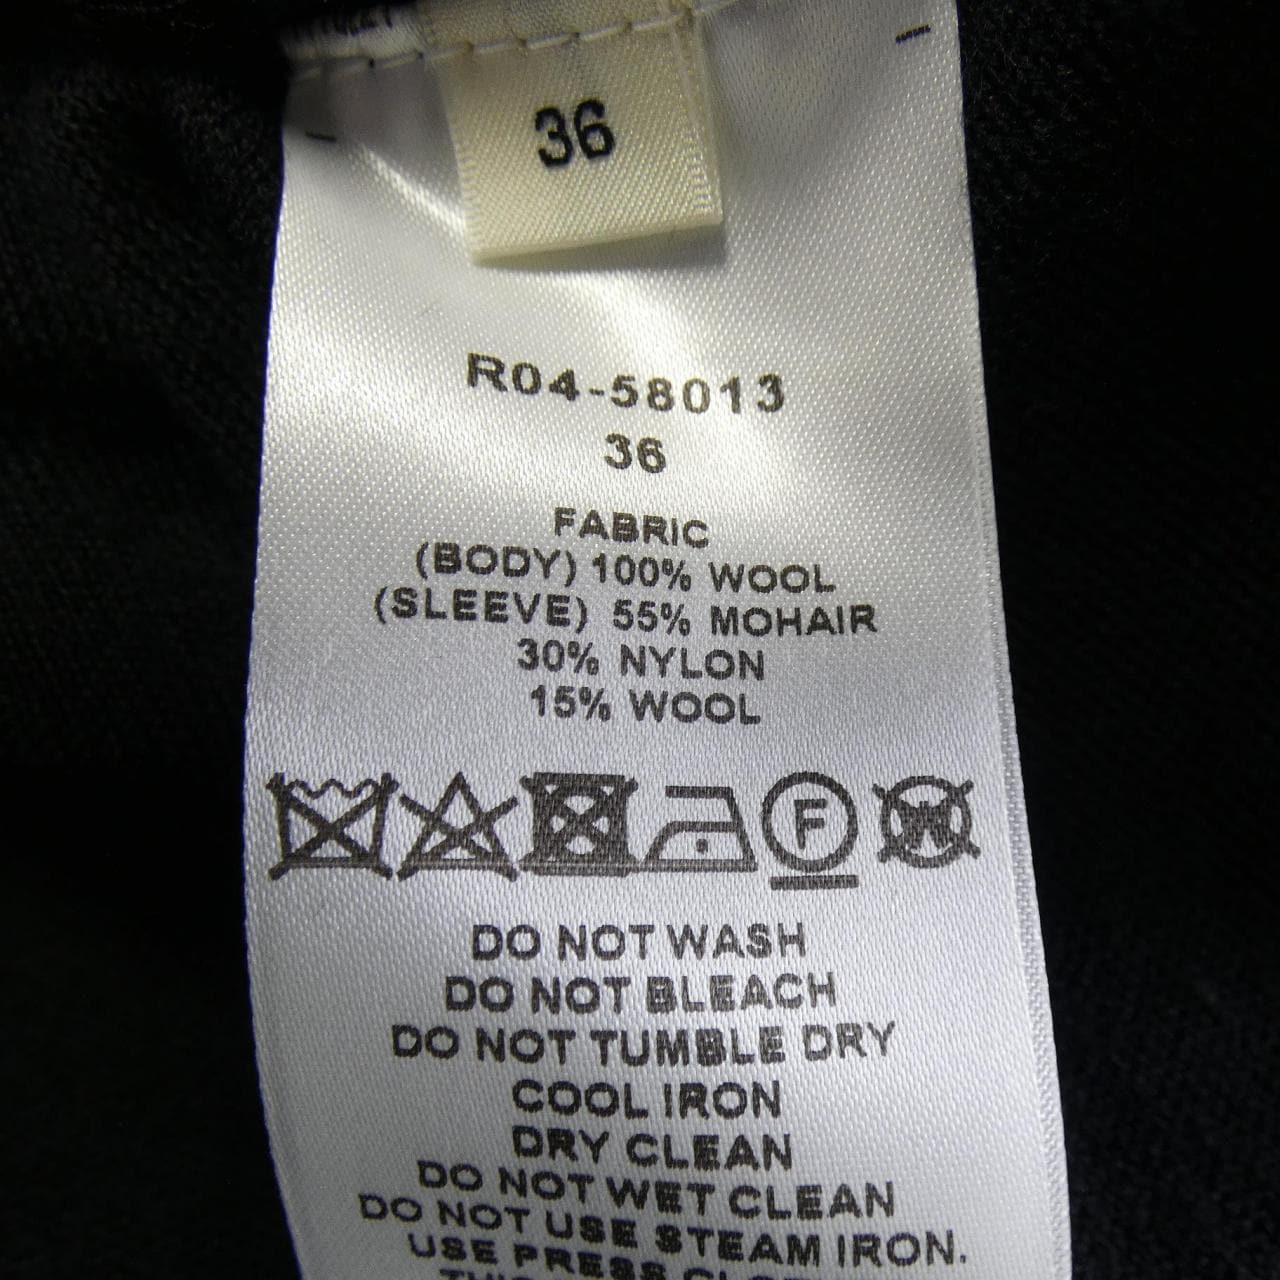 36
R04-58013
36
FABRIC
(BODY) 100% WOOL
(SLEEVE) 55% MOHAIR
30% NYLON
15% WOOL
F
W
DO NOT WASH
DO NOT BLEACH
DO NOT TUMBLE DRY
COOL IRON
DRY CLEAN
DO NOT WET CLEAN
DO NOT USE STEAM IRON.
USE PRESS